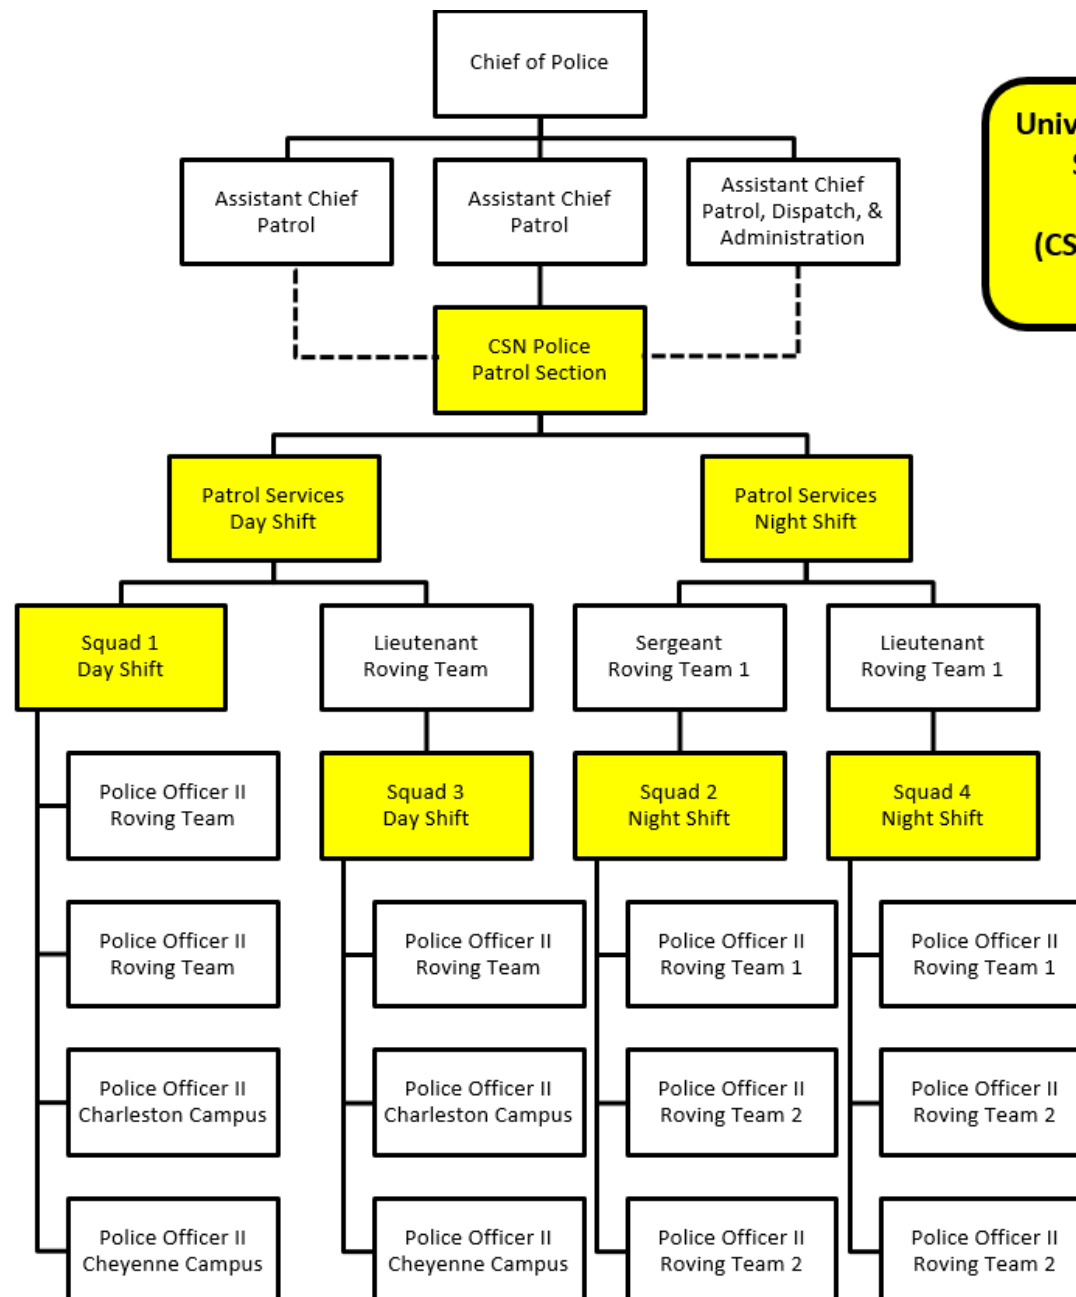 Chief of Police
Assistant Chief
Patrol
Assistant Chief
Patrol
Assistant Chief
Patrol, Dispatch, &
Administration
CSN Police
Patrol Section
Patrol Services
Day Shift
Patrol Services
Night Shift
Squad 1
Day Shift
Lieutenant
Roving Team
Sergeant
Roving Team 1
Lieutenant
Roving Team 1
Police Officer II
Roving Team
Squad 3
Day Shift
Squad 2
Night Shift
Squad 4
Night Shift
Police Officer II
Roving Team
Police Officer II
Roving Team
Police Officer II
Roving Team 1
Police Officer II
Roving Team 1
Police Officer II
Charleston Campus
Police Officer II
Charleston Campus
Police Officer II
Roving Team 2
Police Officer II
Roving Team 2
Police Officer II
Cheyenne Campus
Police Officer II
Cheyenne Campus
Police Officer II
Roving Team 2
Police Officer II
Roving Team 2